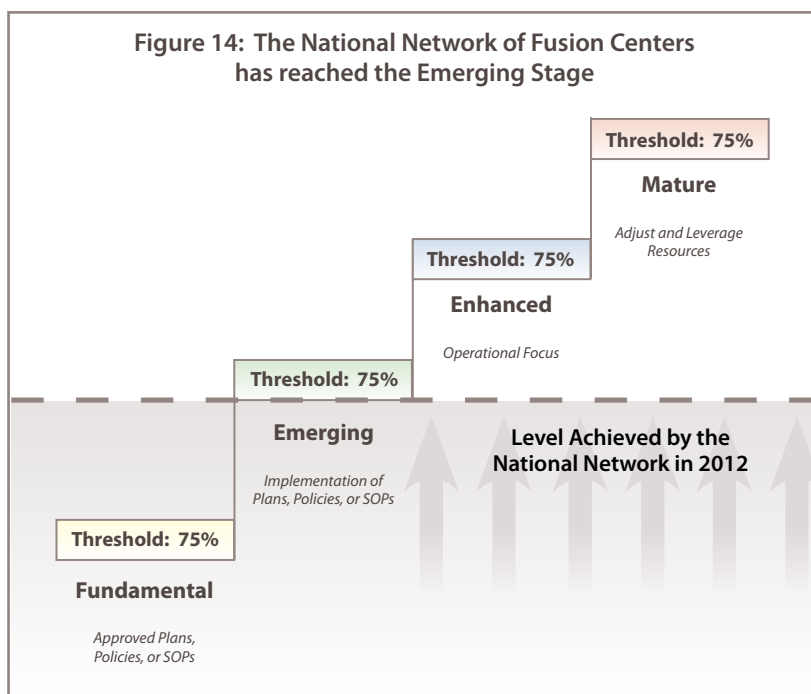 Figure 14: The National Network of Fusion Centers
has reached the Emerging Stage
Threshold: 75%
Mature
Adjust and Leverage
Resources
Threshold: 75%
Enhanced
Operational Focus
Threshold: 75%
Emerging
Implementation of
Plans, Policies, or SOPs
Level Achieved by the
National Network in 2012
Threshold: 75%
Fundamental
Approved Plans,
Policies, or SOPs